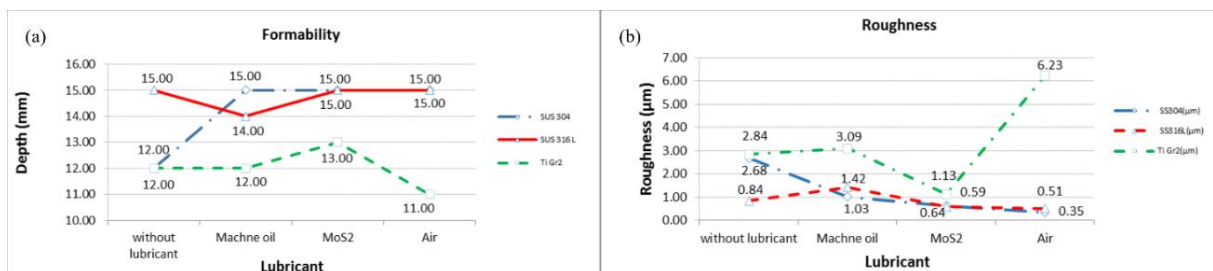 (a)
Formability
Depth (mm)
16.00
15.00
14.00
13.00
12.00
11.00
10.00
15.00
15.00
15.00
15.00
15.00
15.00
14.00
12.00
12.00
12.00
13.00
11.00
without lubricant
Machne oil
MoS2
Air
Lubricant
SUS 304
SUS 316 L
Ti Gr2
(b)
Roughness
Roughness (µm)
7.00
6.00
5.00
4.00
3.00
2.00
1.00
0.00
6.23
2.84
3.09
2.68
1.13
1.42
0.59
0.51
0.84
1.03
0.64
0.35
without lubricant
Machne oil
MoS2
Air
Lubricant
SS304(µm)
SS316L(µm)
Ti Gr2(µm)